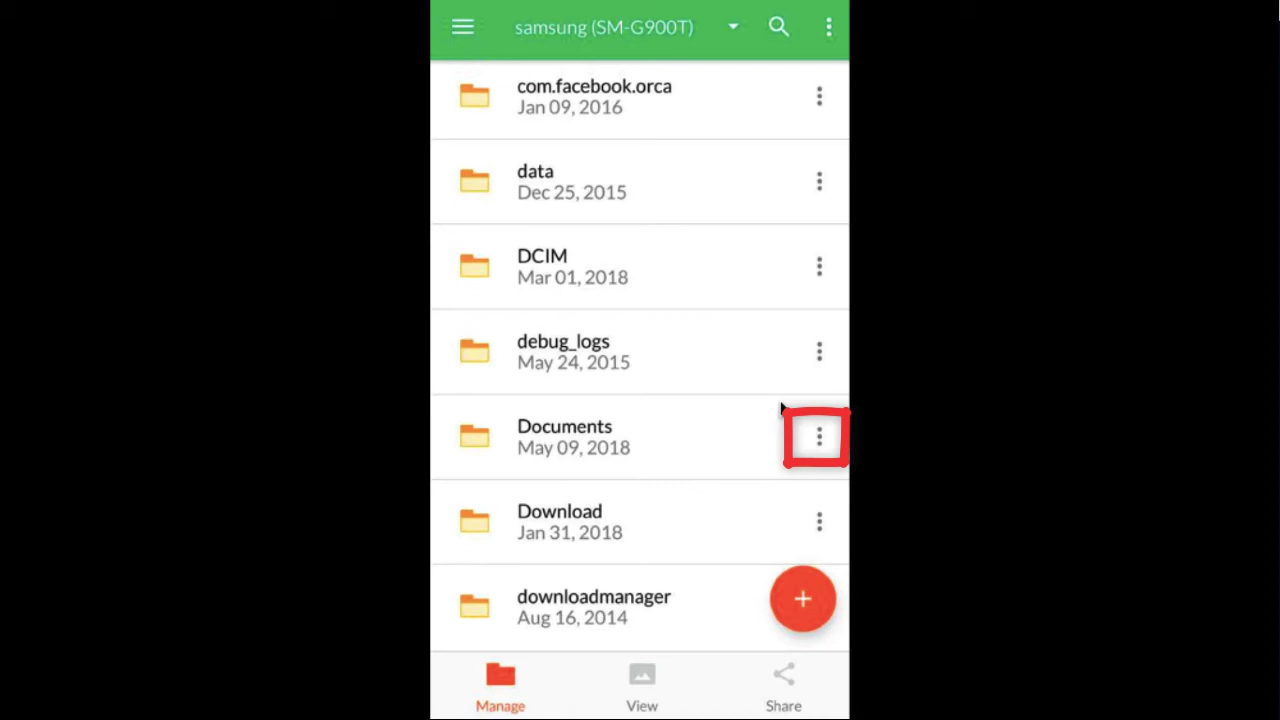 samsung (SM-G900T)
com.facebook.orca
Jan 09, 2016
data
Dec 25, 2015
DCIM
Mar 01, 2018
debug_logs
May 24, 2015
Documents
May 09, 2018
Download
Jan 31, 2018
downloadmanager
Aug 16, 2014
Manage View Share